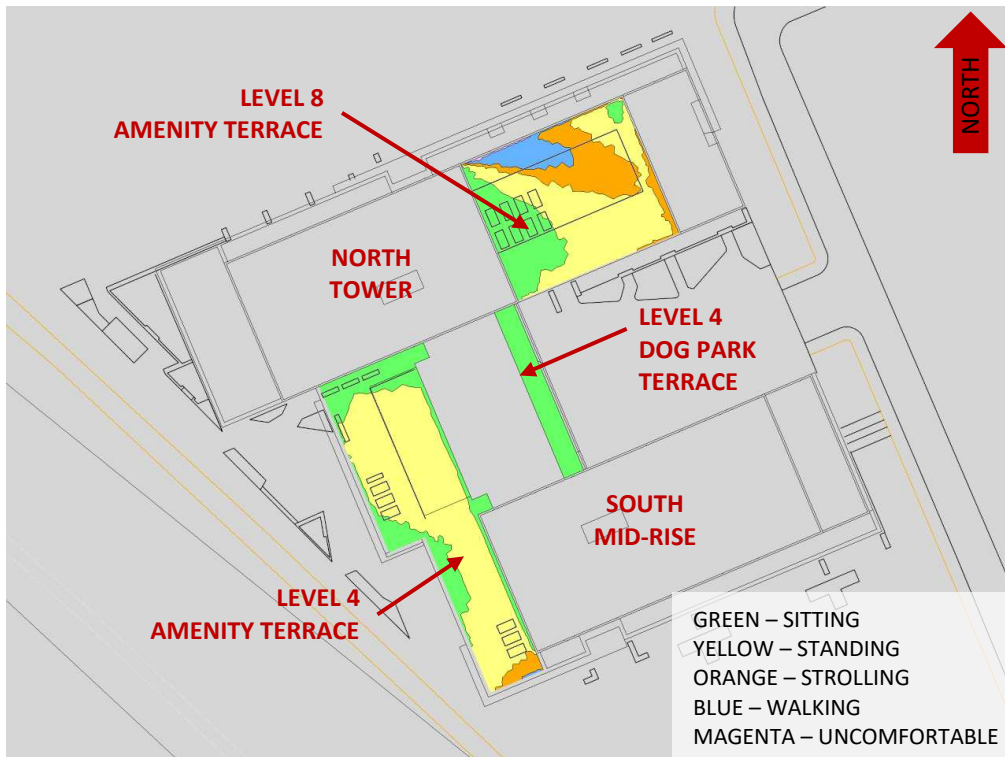 LEVEL 8
AMENITY TERRACE
NORTH
NORTH
TOWER
LEVEL 4
DOG PARK
TERRACE
SOUTH
MID-RISE
LEVEL 4
AMENITY TERRACE
GREEN – SITTING
YELLOW – STANDING
ORANGE – STROLLING
BLUE – WALKING
MAGENTA – UNCOMFORTABLE